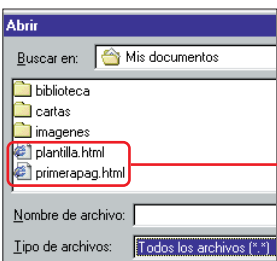 Abrir
Buscar en: Mis documentos
biblioteca
cartas
imagenes
plantilla.html
primerapag.html
Nombre de archivo:
Tipo de archivos: Todos los archivos (*.*)